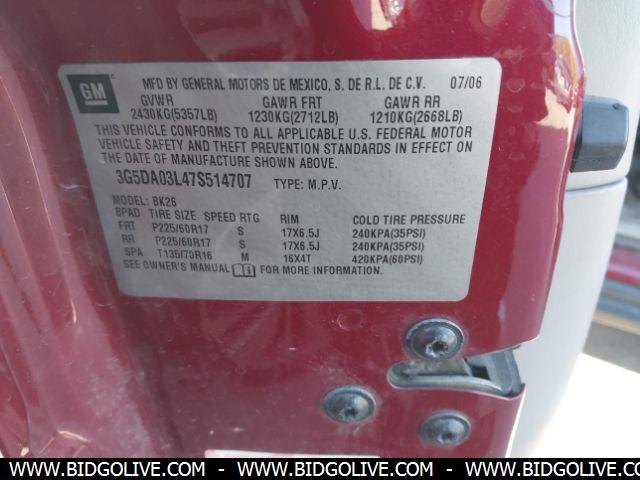 GM
MFD BY GENERAL MOTORS DE MEXICO, S. DE R.L. DE C.V. 07/06
GVWR GAWR FRT GAWR RR
2430KG(5357LB) 1230KG(2712LB) 1210KG(2668LB)
THIS VEHICLE CONFORMS TO ALL APPLICABLE U.S. FEDERAL MOTOR
VEHICLE SAFETY AND THEFT PREVENTION STANDARDS IN EFFECT ON
THE DATE OF MANUFACTURE SHOWN ABOVE.
3G5DA03L47S514707 TYPE: M.P.V.
MODEL: BK26
BPAD TIRE SIZE SPEED RTG RIM COLD TIRE PRESSURE
FRT P225/60R17 S 17X6.5J 240KPA(35PSI)
RR P225/60R17 S 17X6.5J 240KPA(35PSI)
SPA T135/70R16 M 16X4T 420KPA(60PSI)
SEE OWNER'S MANUAL FOR MORE INFORMATION.
WWW.BIDGOLIVE.COM - WWW.BIDGOLIVE.COM - WWW.BIDGOLIVE.COM